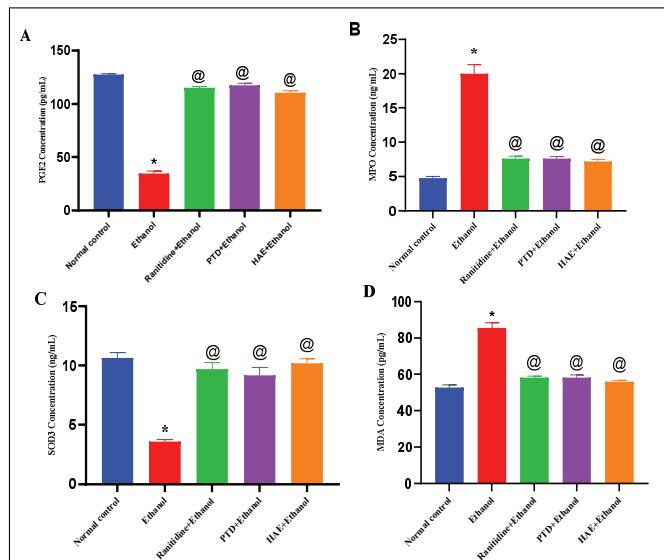 A
PGE2 Concentration (pg/mL)
150
100
50
0
*
@
@
@
Normal control
Ethanol
Ranitidine+Ethanol
PTD+Ethanol
HAE+Ethanol
B
MPO Concentration (ng/mL)
25
20
15
10
5
0
*
@
@
@
Normal control
Ethanol
Ranitidine+Ethanol
PTD+Ethanol
HAE+Ethanol
C
SOD3 Concentration (ng/mL)
15
10
5
0
*
@
@
@
Normal control
Ethanol
Ranitidine+Ethanol
PTD+Ethanol
HAE+Ethanol
D
MDA Concentration (pg/mL)
100
80
60
40
20
0
*
@
@
@
Normal control
Ethanol
Ranitidine+Ethanol
PTD+Ethanol
HAE+Ethanol